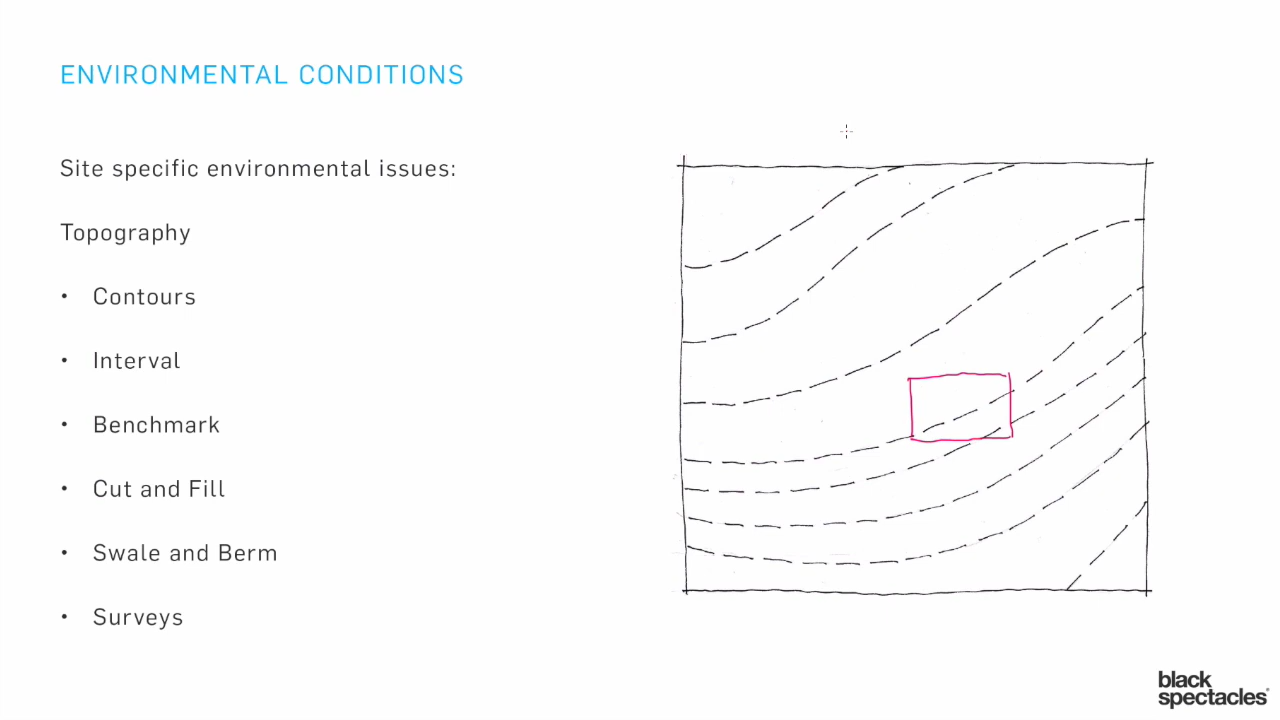 ENVIRONMENTAL CONDITIONS
Site specific environmental issues:
Topography
• Contours
• Interval
• Benchmark
• Cut and Fill
• Swale and Berm
• Surveys
black
spectacles